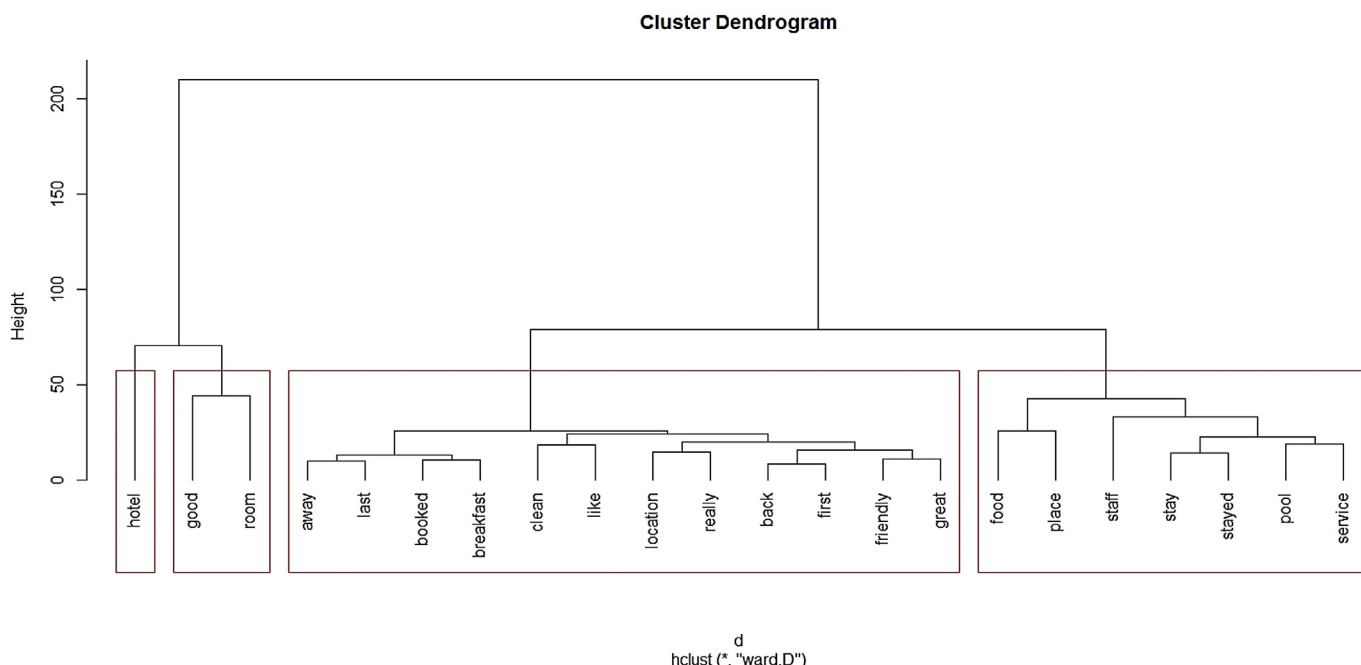 Cluster Dendrogram
200
150
100
50
0
Height
hotel
good
room
away
last
booked
breakfast
clean
like
location
really
back
first
friendly
great
food
place
staff
stay
stayed
pool
service
d
hclust (*, "ward.D")